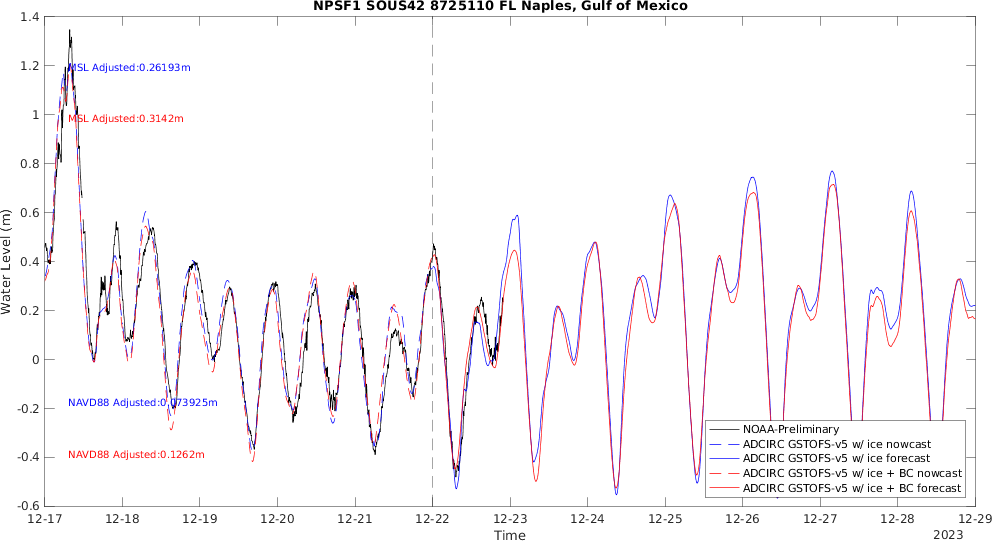 NPSF1 SOUS42 8725110 FL Naples, Gulf of Mexico
1.4
1.2
1
0.8
0.6
0.4
0.2
0
-0.2
-0.4
-0.6
Water Level (m)
MSL Adjusted:0.26193m
MSL Adjusted:0.3142m
NAVD88 Adjusted:0.073925m
NAVD88 Adjusted:0.1262m
NOAA-Preliminary
ADCIRC GSTOFS-v5 w/ ice nowcast
ADCIRC GSTOFS-v5 w/ ice forecast
ADCIRC GSTOFS-v5 w/ ice + BC nowcast
ADCIRC GSTOFS-v5 w/ ice + BC forecast
12-17 12-18 12-19 12-20 12-21 12-22 12-23 12-24 12-25 12-26 12-27 12-28 12-29
Time
2023